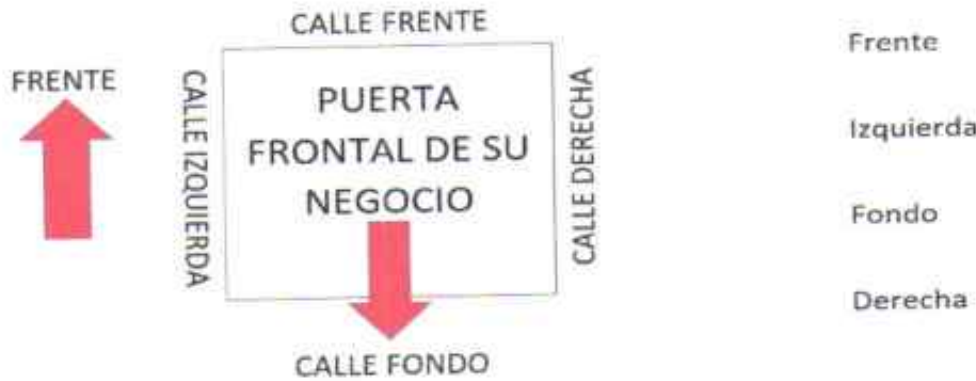 CALLE FRENTE
FRENTE
CALLE IZQUIERDA
PUERTA
FRONTAL DE SU
NEGOCIO
CALLE DERECHA
CALLE FONDO
Frente
Izquierda
Fondo
Derecha